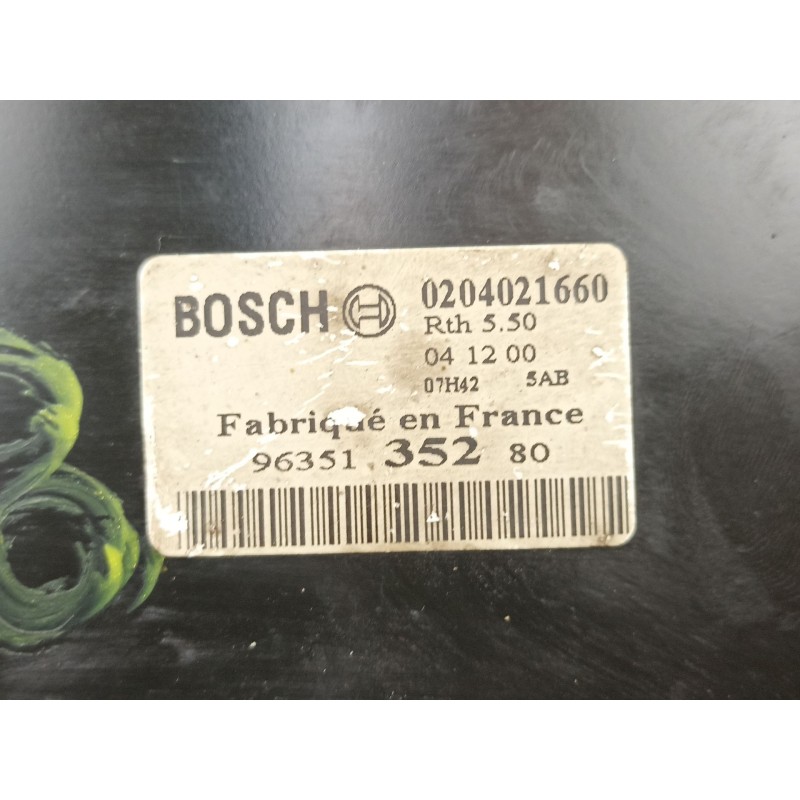 BOSCH 0204021660
Rth 5.50
04 12 00
07H42 5AB
Fabriqué en France
96351 352 80